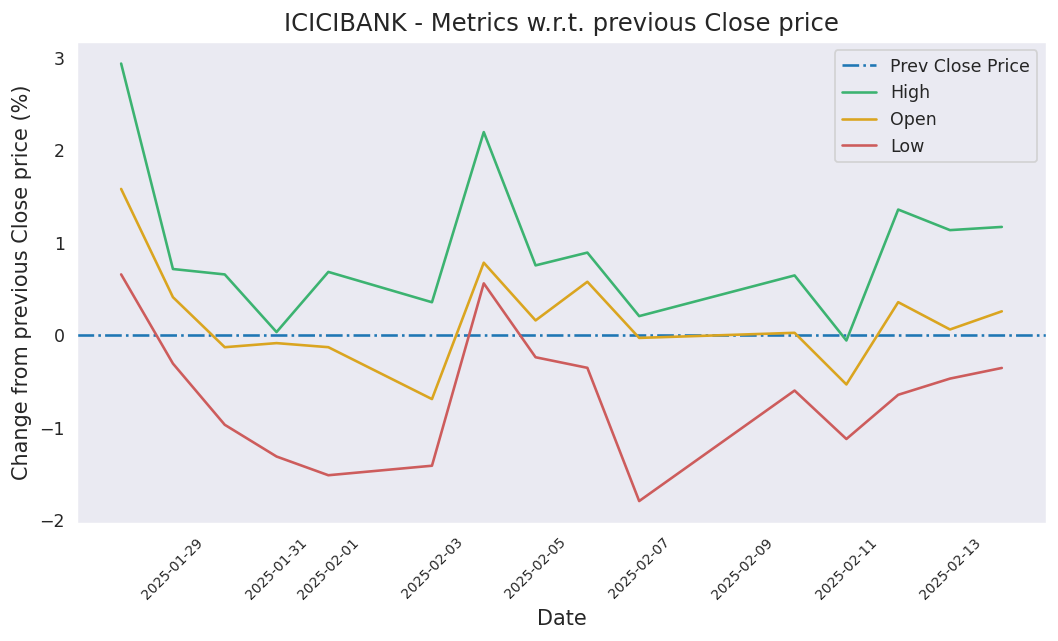 ICICIBANK - Metrics w.r.t. previous Close price
Change from previous Close price (%)
3
2
1
0
−1
−2
Prev Close Price
High
Open
Low
2025-01-29
2025-01-31
2025-02-01
2025-02-03
2025-02-05
2025-02-07
2025-02-09
2025-02-11
2025-02-13
Date